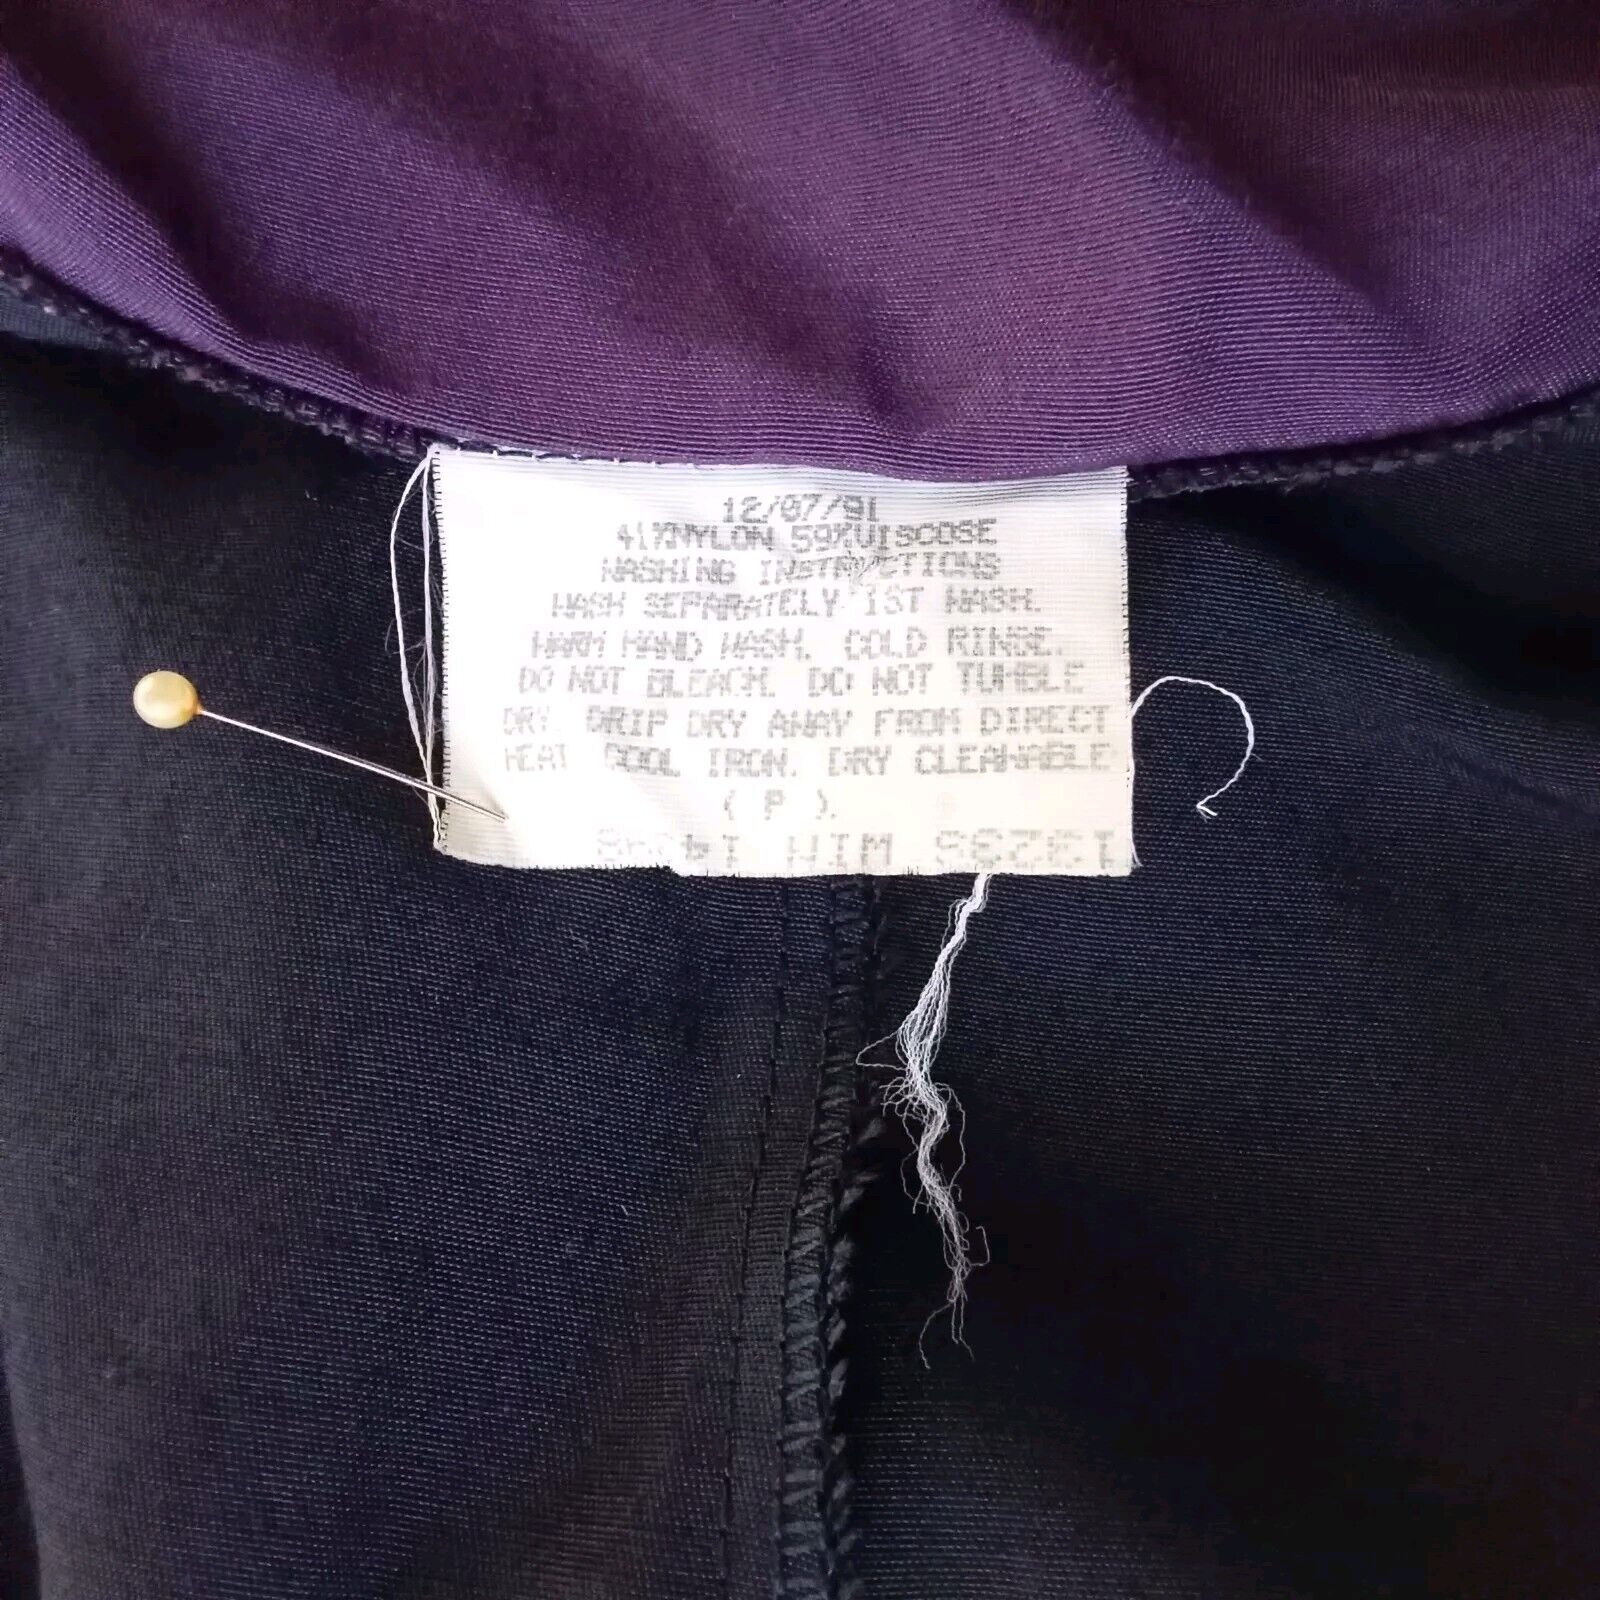 12/07/91
41%NYLON 59%VISCOSE
WASHING INSTRUCTIONS
WASH SEPARATELY 1ST WASH.
WARM HAND WASH. COLD RINSE.
DO NOT BLEACH. DO NOT TUMBLE
DRY. DRIP DRY AWAY FROM DIRECT
HEAT. COOL IRON. DRY CLEANABLE
( P ).